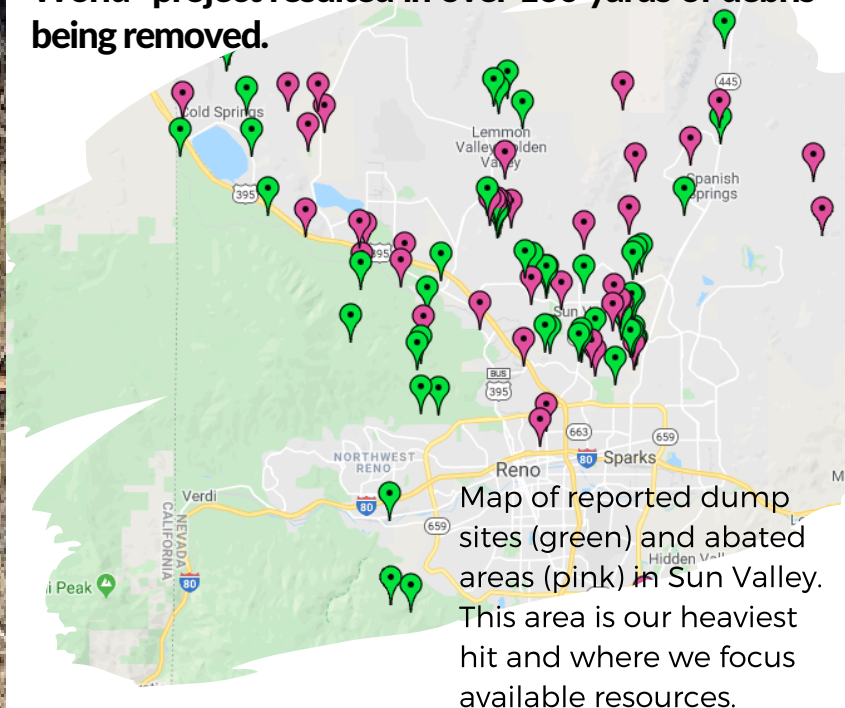 being removed.
445
Cold Springs
Lemmon
Valley
Golden
Valley
Spanish
Springs
395
395
BUS
395
663
659
80
Sparks
NORTHWEST
RENO
Reno
80
Verdi
659
NEVADA
CALIFORNIA
80
i Peak
Map of reported dump
sites (green) and abated
areas (pink) in Sun Valley.
This area is our heaviest
hit and where we focus
available resources.